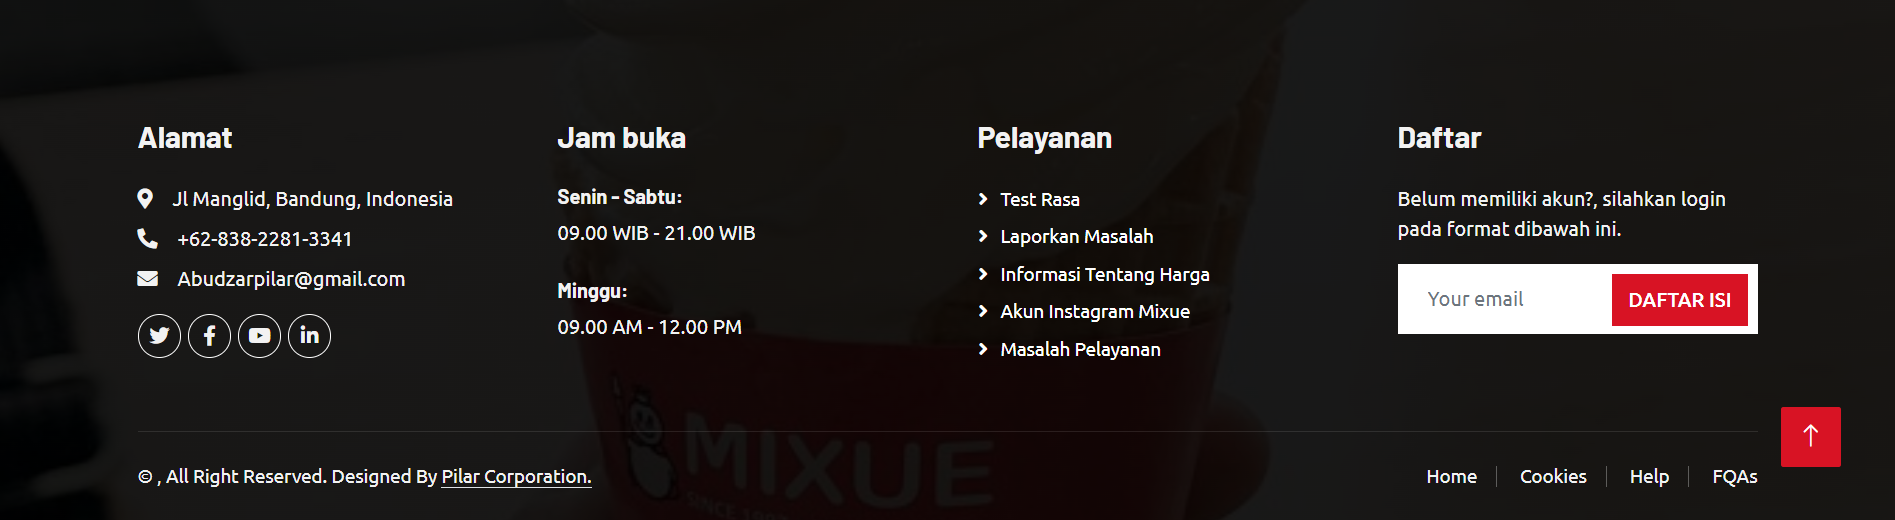 Alamat
Jl Manglid, Bandung, Indonesia
+62-838-2281-3341
Abudzarpilar@gmail.com
Jam buka
Senin - Sabtu:
09.00 WIB - 21.00 WIB
Minggu:
09.00 AM - 12.00 PM
Pelayanan
Test Rasa
Laporkan Masalah
Informasi Tentang Harga
Akun Instagram Mixue
Masalah Pelayanan
Daftar
Belum memiliki akun?, silahkan login
pada format dibawah ini.
Your email
DAFTAR ISI
MIXUE
SINCE 1997
© , All Right Reserved. Designed By Pilar Corporation.
Home
Cookies
Help
FQAs